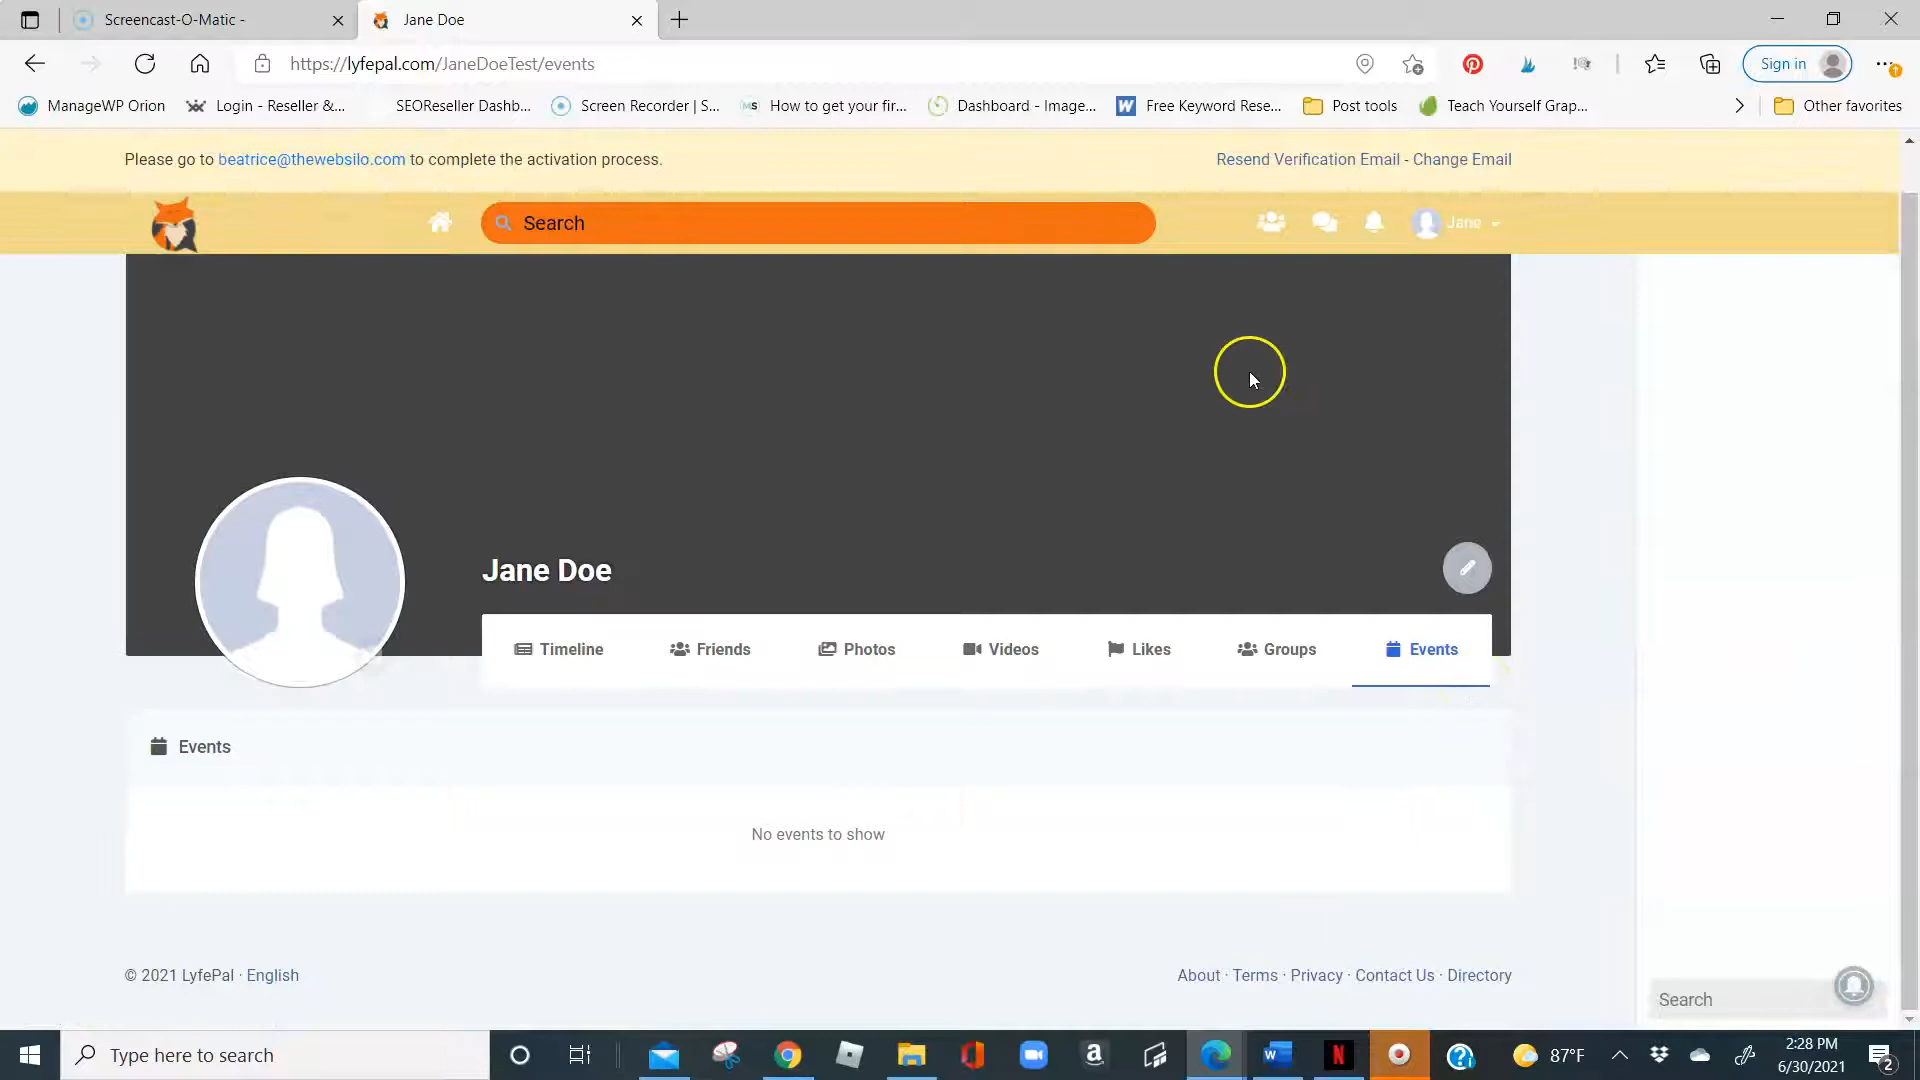 Screencast-O-Matic -
Jane Doe
https://lyfepal.com/JaneDoeTest/events
Sign in
ManageWP Orion
Login - Reseller &...
SEOReseller Dashb...
Screen Recorder | S...
MS
How to get your fir...
Dashboard - Image...
W
Free Keyword Rese...
Post tools
Teach Yourself Grap...
Other favorites
Please go to beatrice@thewebsilo.com to complete the activation process.
Resend Verification Email - Change Email
Search
Jane
Jane Doe
Timeline
Friends
Photos
Videos
Likes
Groups
Events
Events
No events to show
© 2021 LyfePal · English
About · Terms · Privacy · Contact Us · Directory
Search
Type here to search
87°F
2:28 PM
6/30/2021
2